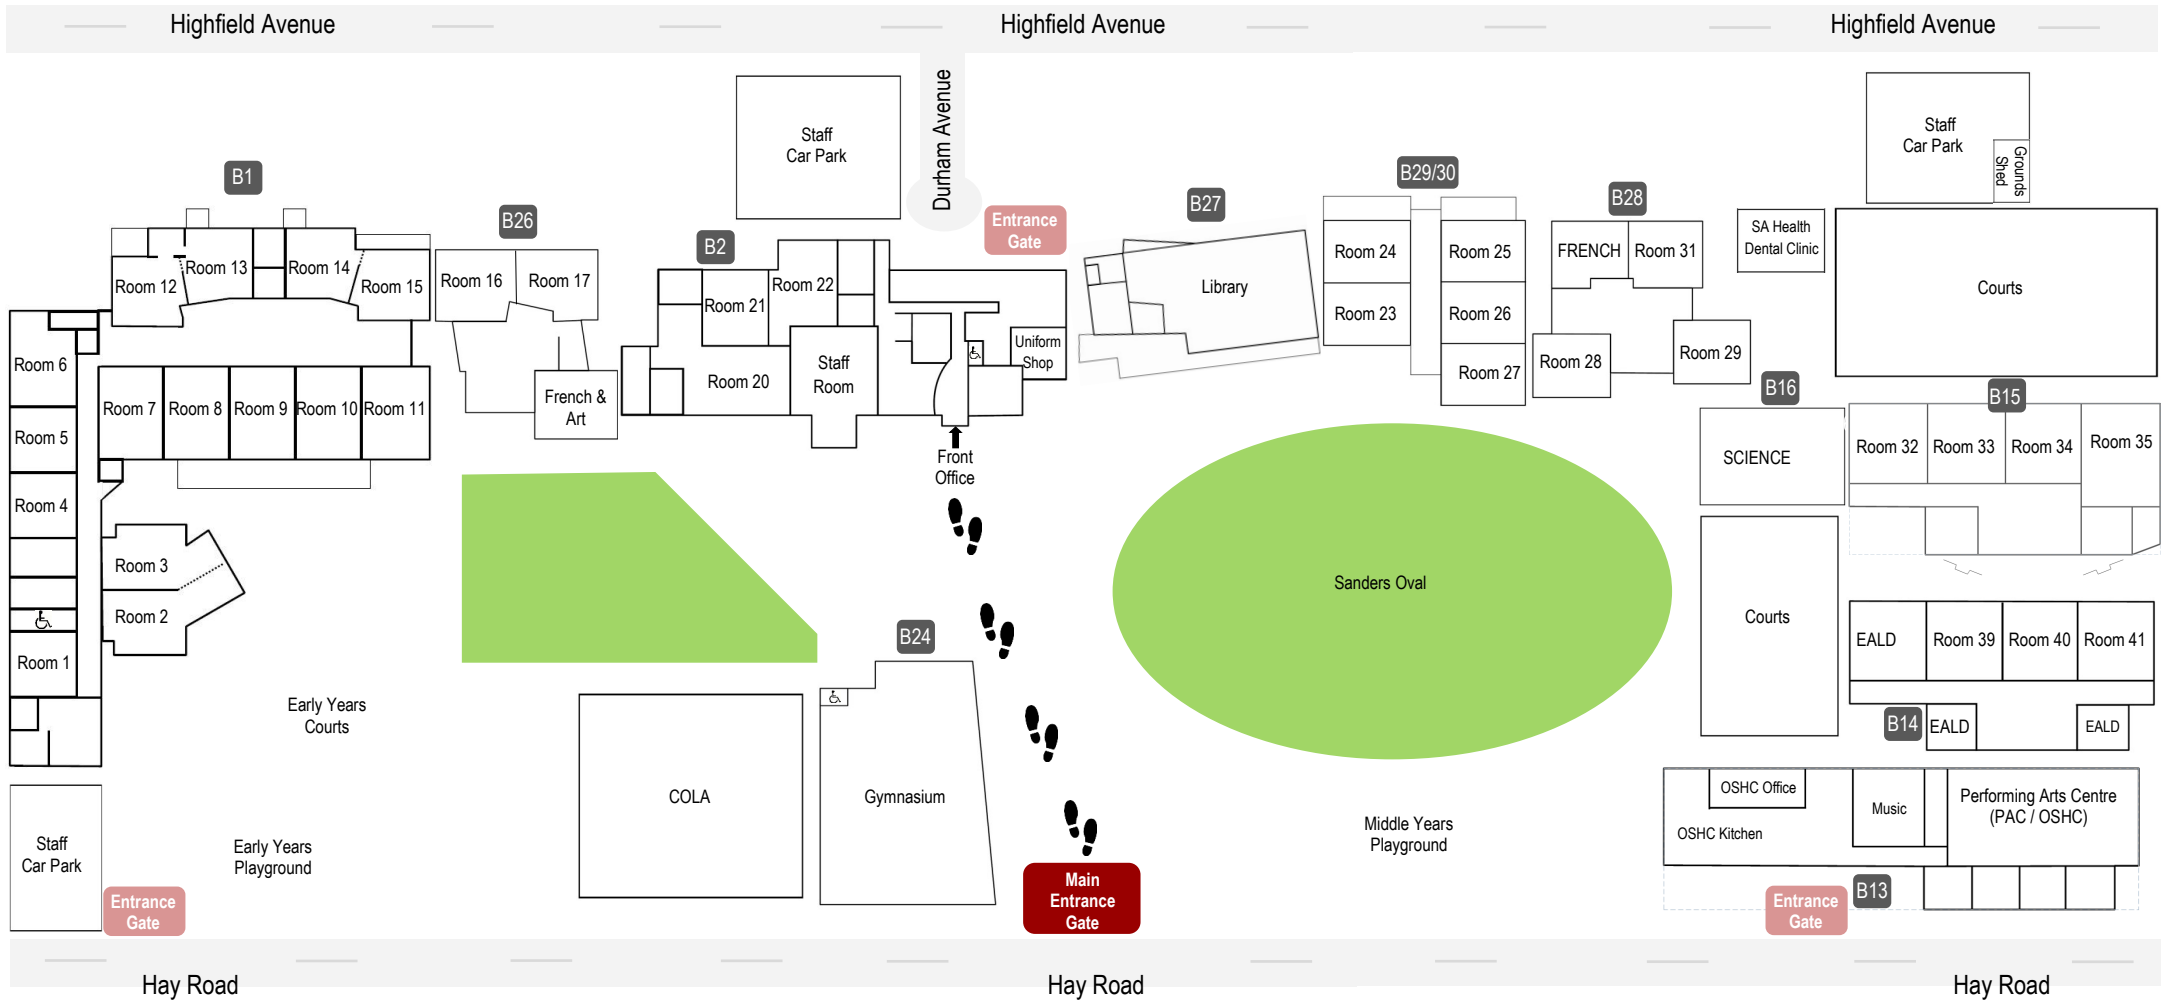 Highfield Avenue
Highfield Avenue
Highfield Avenue
Durham Avenue
Staff
Car Park
Staff
Car Park
Grounds
Shed
B1
B26
B2
Entrance
Gate
B27
B29/30
B28
SA Health
Dental Clinic
Courts
Room 12
Room 13
Room 14
Room 15
Room 16
Room 17
Room 21
Room 22
Room 20
Staff
Room
Uniform
Shop
Library
Room 24
Room 23
Room 25
Room 26
Room 27
FRENCH
Room 31
Room 28
Room 29
Room 6
Room 5
Room 4
Room 7
Room 8
Room 9
Room 10
Room 11
French &
Art
Front
Office
B16
B15
SCIENCE
Room 32
Room 33
Room 34
Room 35
Room 3
Room 2
Room 1
Sanders Oval
Courts
EALD
Room 39
Room 40
Room 41
B14
EALD
EALD
B24
Early Years
Courts
COLA
Gymnasium
Middle Years
Playground
OSHC Office
OSHC Kitchen
Music
Performing Arts Centre
(PAC / OSHC)
Staff
Car Park
Early Years
Playground
Entrance
Gate
Main
Entrance
Gate
Entrance
Gate
B13
Hay Road
Hay Road
Hay Road